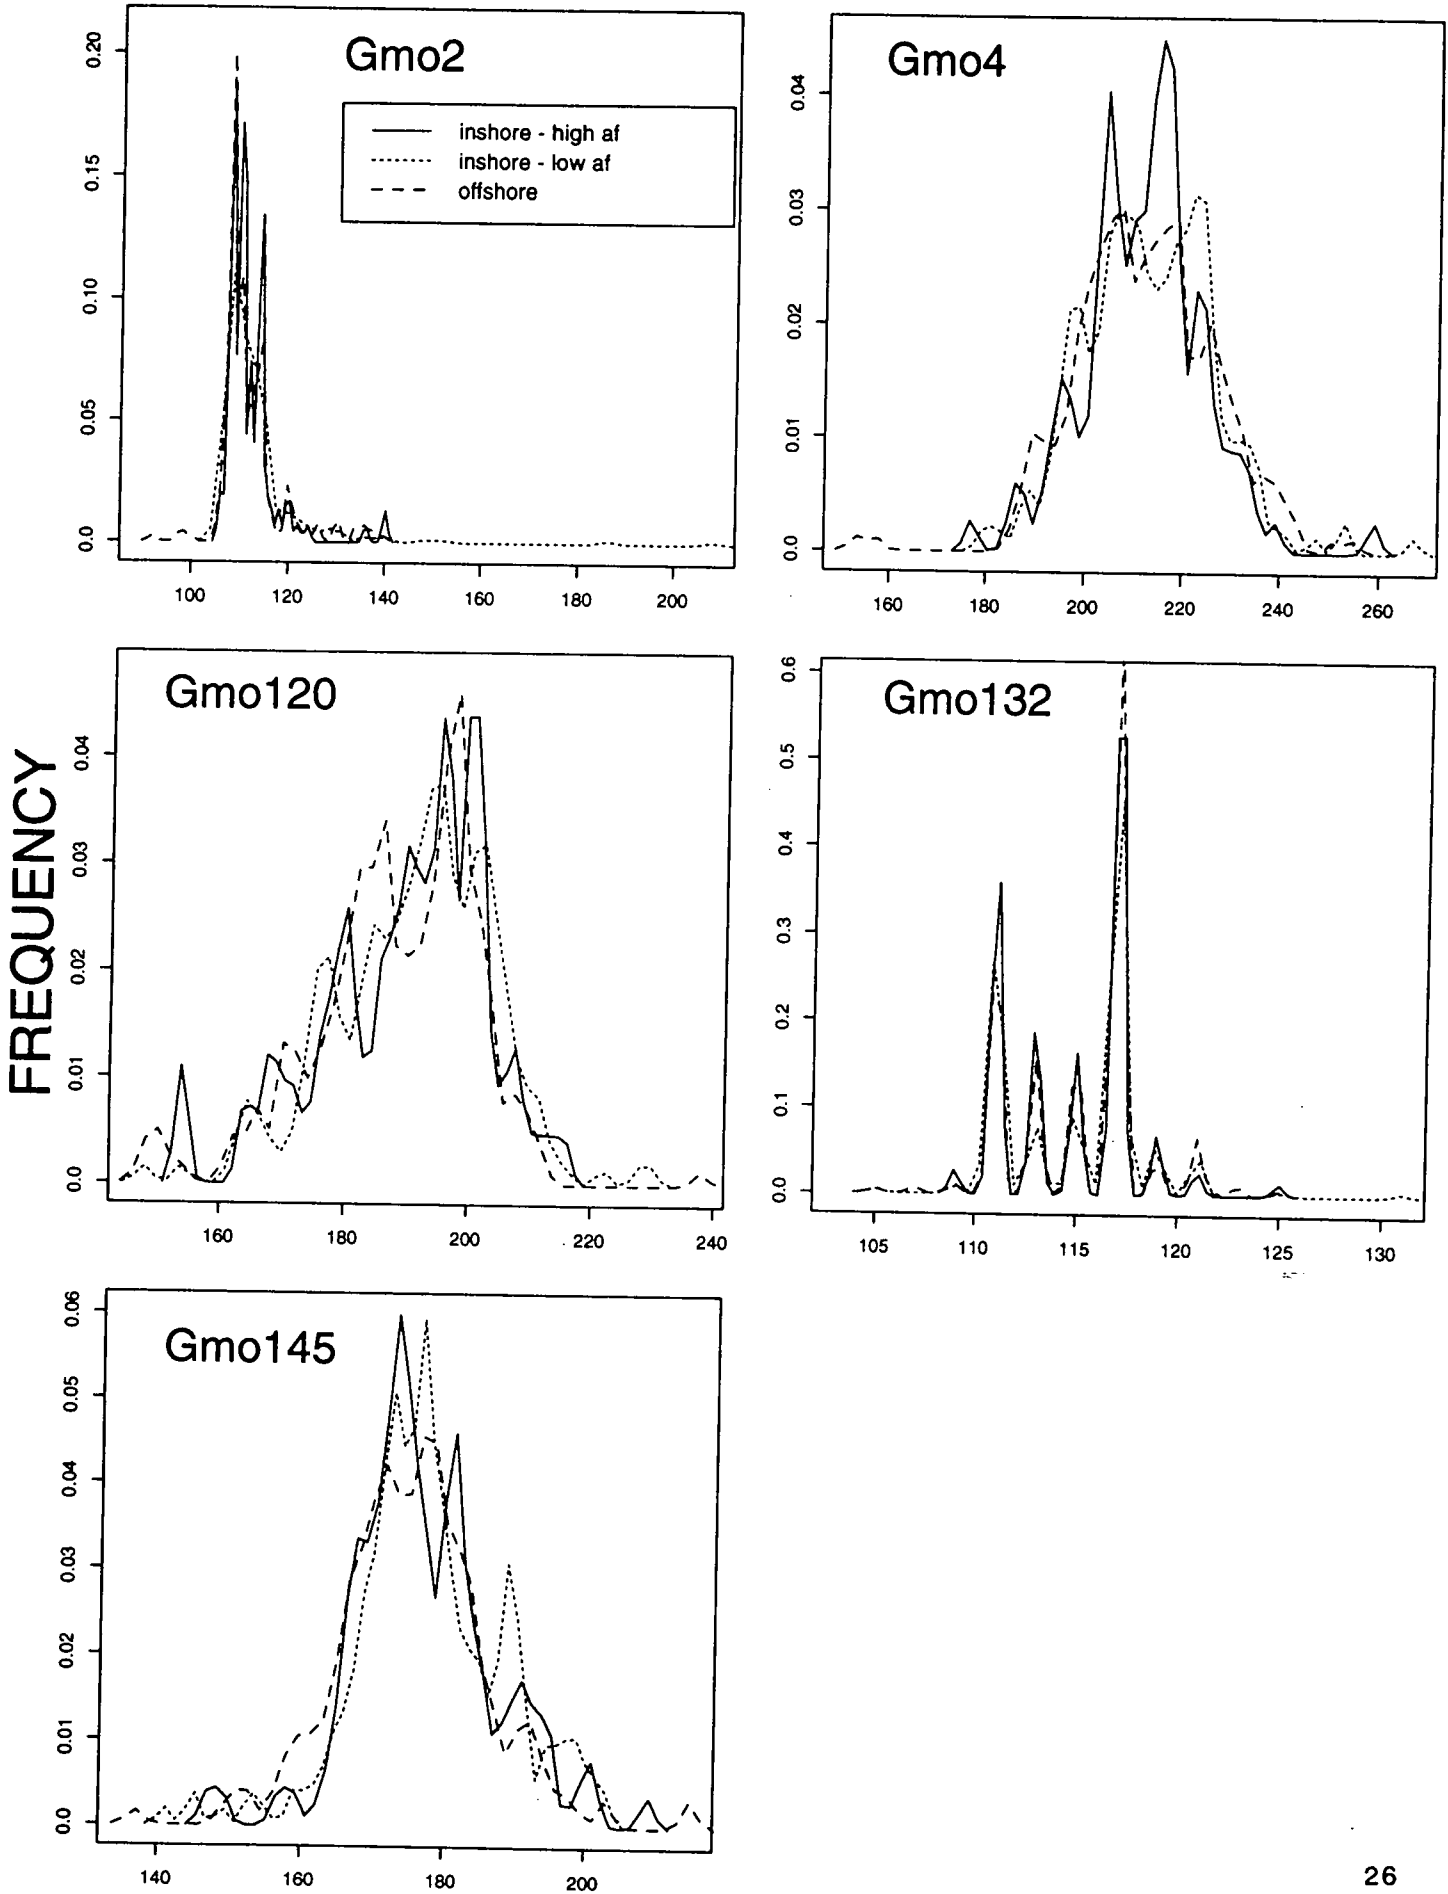 Gmo2
inshore - high af
inshore - low af
offshore
0.0 0.05 0.10 0.15 0.20
100 120 140 160 180 200
Gmo4
0.0 0.01 0.02 0.03 0.04
160 180 200 220 240 260
FREQUENCY
Gmo120
0.0 0.01 0.02 0.03 0.04
160 180 200 220 240
Gmo132
0.0 0.1 0.2 0.3 0.4 0.5 0.6
105 110 115 120 125 130
Gmo145
0.0 0.01 0.02 0.03 0.04 0.05 0.06
140 160 180 200
26